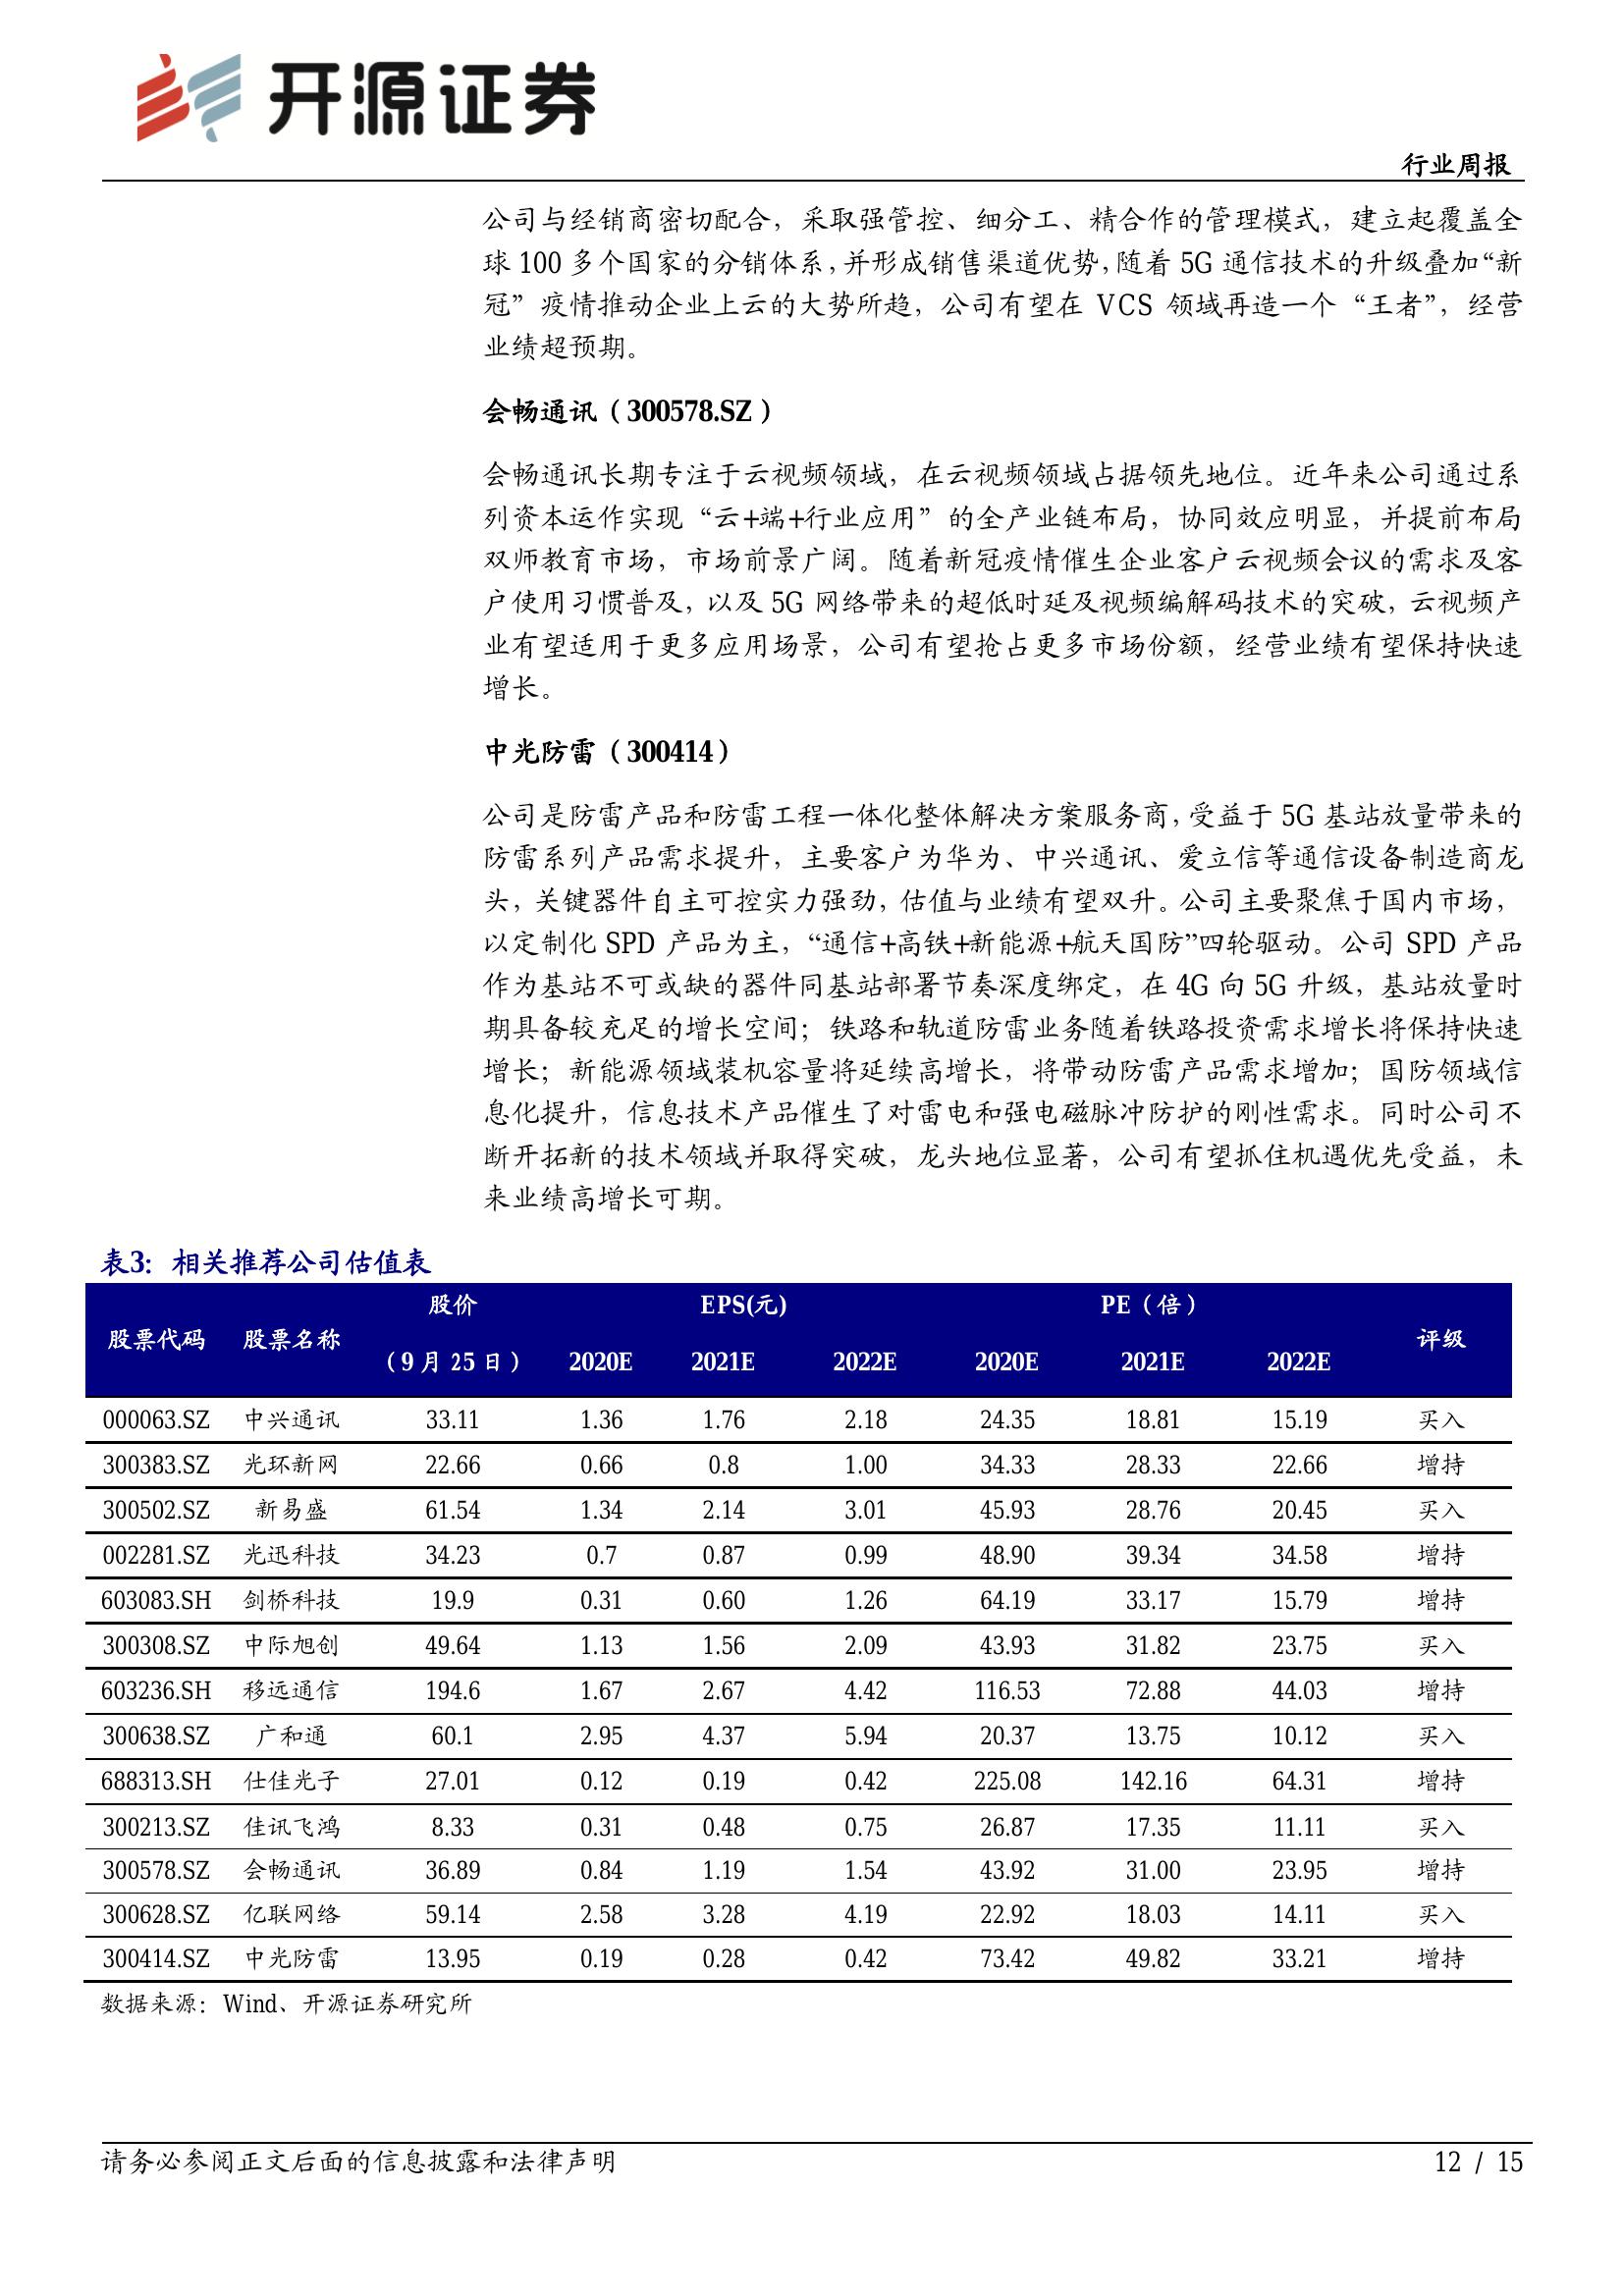 开源证券
行业周报
公司与经销商密切配合，采取强管控、细分工、精合作的管理模式，建立起覆盖全
球 100 多个国家的分销体系，并形成销售渠道优势，随着 5G 通信技术的升级叠加“新
冠”疫情推动企业上云的大势所趋，公司有望在 VCS 领域再造一个“王者”，经营
业绩超预期。
会畅通讯（300578.SZ）
会畅通讯长期专注于云视频领域，在云视频领域占据领先地位。近年来公司通过系
列资本运作实现“云+端+行业应用”的全产业链布局，协同效应明显，并提前布局
双师教育市场，市场前景广阔。随着新冠疫情催生企业客户云视频会议的需求及客
户使用习惯普及，以及 5G 网络带来的超低时延及视频编解码技术的突破，云视频产
业有望适用于更多应用场景，公司有望抢占更多市场份额，经营业绩有望保持快速
增长。
中光防雷（300414）
公司是防雷产品和防雷工程一体化整体解决方案服务商，受益于 5G 基站放量带来的
防雷系列产品需求提升，主要客户为华为、中兴通讯、爱立信等通信设备制造商龙
头，关键器件自主可控实力强劲，估值与业绩有望双升。公司主要聚焦于国内市场，
以定制化 SPD 产品为主，“通信+高铁+新能源+航天国防”四轮驱动。公司 SPD 产品
作为基站不可或缺的器件同基站部署节奏深度绑定，在 4G 向 5G 升级，基站放量时
期具备较充足的增长空间；铁路和轨道防雷业务随着铁路投资需求增长将保持快速
增长；新能源领域装机容量将延续高增长，将带动防雷产品需求增加；国防领域信
息化提升，信息技术产品催生了对雷电和强电磁脉冲防护的刚性需求。同时公司不
断开拓新的技术领域并取得突破，龙头地位显著，公司有望抓住机遇优先受益，未
来业绩高增长可期。
表3：相关推荐公司估值表
股票代码 股票名称 股价 EPS(元) PE（倍） 评级
（9 月 25 日） 2020E 2021E 2022E 2020E 2021E 2022E
000063.SZ 中兴通讯 33.11 1.36 1.76 2.18 24.35 18.81 15.19 买入
300383.SZ 光环新网 22.66 0.66 0.8 1.00 34.33 28.33 22.66 增持
300502.SZ 新易盛 61.54 1.34 2.14 3.01 45.93 28.76 20.45 买入
002281.SZ 光迅科技 34.23 0.7 0.87 0.99 48.90 39.34 34.58 增持
603083.SH 剑桥科技 19.9 0.31 0.60 1.26 64.19 33.17 15.79 增持
300308.SZ 中际旭创 49.64 1.13 1.56 2.09 43.93 31.82 23.75 买入
603236.SH 移远通信 194.6 1.67 2.67 4.42 116.53 72.88 44.03 增持
300638.SZ 广和通 60.1 2.95 4.37 5.94 20.37 13.75 10.12 买入
688313.SH 仕佳光子 27.01 0.12 0.19 0.42 225.08 142.16 64.31 增持
300213.SZ 佳讯飞鸿 8.33 0.31 0.48 0.75 26.87 17.35 11.11 买入
300578.SZ 会畅通讯 36.89 0.84 1.19 1.54 43.92 31.00 23.95 增持
300628.SZ 亿联网络 59.14 2.58 3.28 4.19 22.92 18.03 14.11 买入
300414.SZ 中光防雷 13.95 0.19 0.28 0.42 73.42 49.82 33.21 增持
数据来源：Wind、开源证券研究所
请务必参阅正文后面的信息披露和法律声明
12 / 15